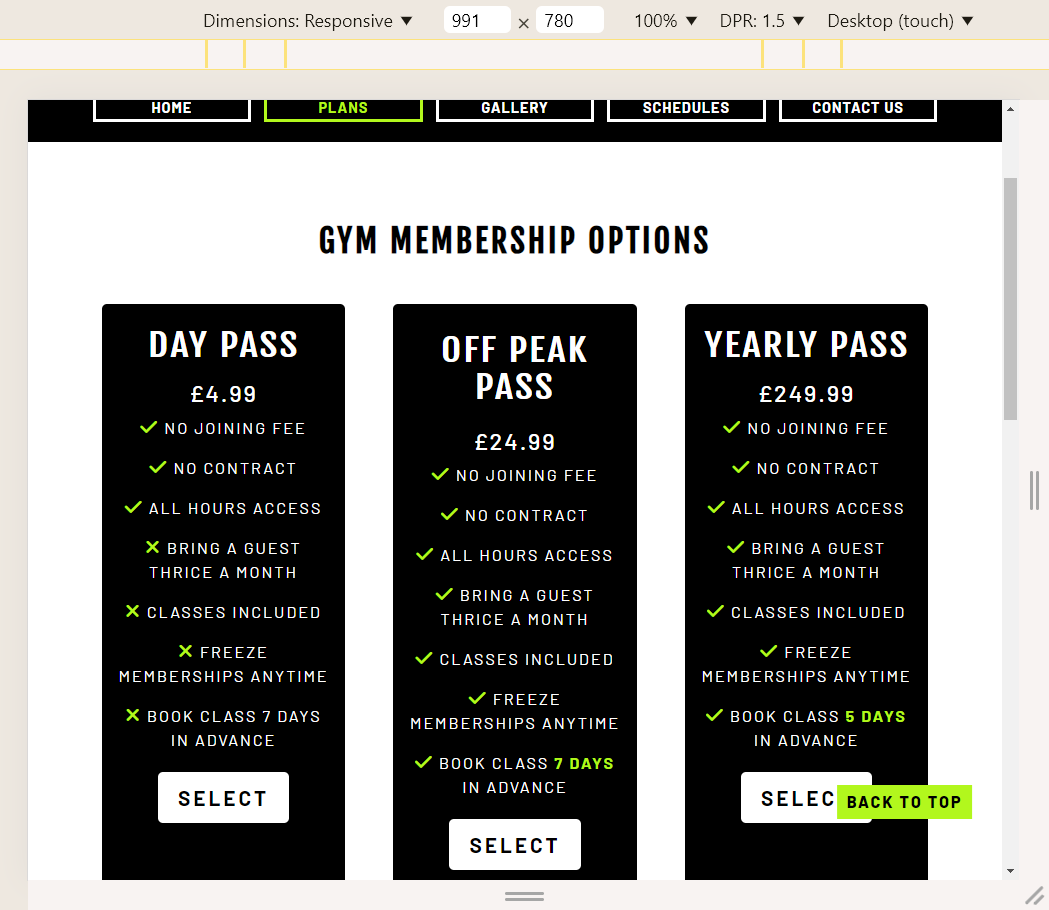 Dimensions: Responsive 991 × 780 100% DPR: 1.5 Desktop (touch)
HOME PLANS GALLERY SCHEDULES CONTACT US
GYM MEMBERSHIP OPTIONS
DAY PASS
£4.99
NO JOINING FEE
NO CONTRACT
ALL HOURS ACCESS
BRING A GUEST
THRICE A MONTH
CLASSES INCLUDED
FREEZE
MEMBERSHIPS ANYTIME
BOOK CLASS 7 DAYS
IN ADVANCE
SELECT
OFF PEAK
PASS
£24.99
NO JOINING FEE
NO CONTRACT
ALL HOURS ACCESS
BRING A GUEST
THRICE A MONTH
CLASSES INCLUDED
FREEZE
MEMBERSHIPS ANYTIME
BOOK CLASS 7 DAYS
IN ADVANCE
SELECT
YEARLY PASS
£249.99
NO JOINING FEE
NO CONTRACT
ALL HOURS ACCESS
BRING A GUEST
THRICE A MONTH
CLASSES INCLUDED
FREEZE
MEMBERSHIPS ANYTIME
BOOK CLASS 5 DAYS
IN ADVANCE
SELEC
BACK TO TOP